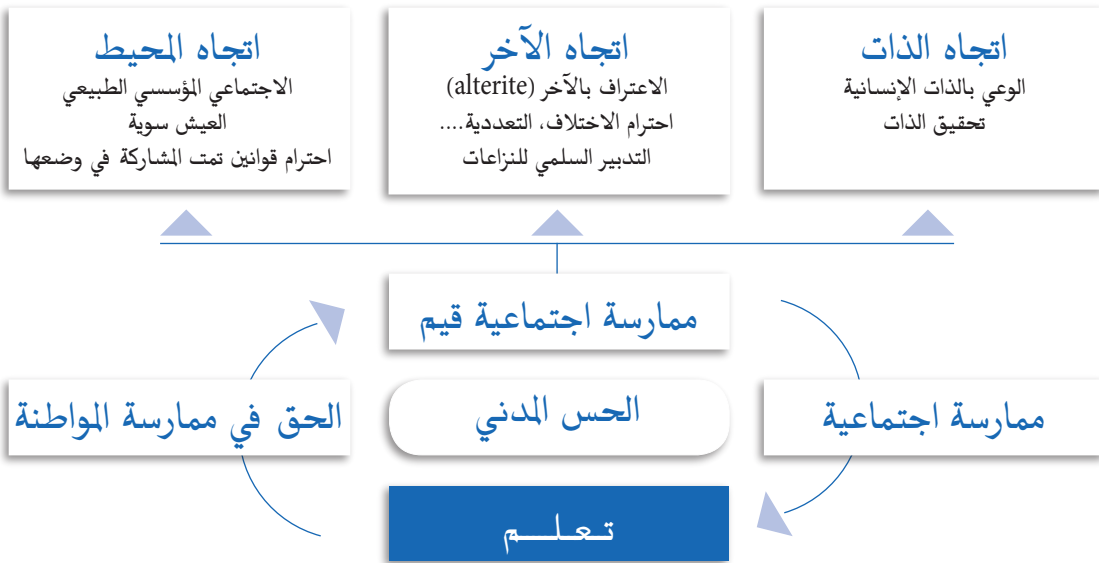 اتجاه الذات
الوعي بالذات الإنسانية
تحقيق الذات
اتجاه الآخر
الاعتراف بالآخر (alterite)
احترام الاختلاف، التعددية....
التدبير السلمي للنزاعات
اتجاه المحيط
الاجتماعي المؤسسي الطبيعي
العيش سوية
احترام قوانين تمت المشاركة في وضعها
ممارسة اجتماعية قيم
ممارسة اجتماعية
الحس المدني
الحق في ممارسة المواطنة
تـعـلـــم